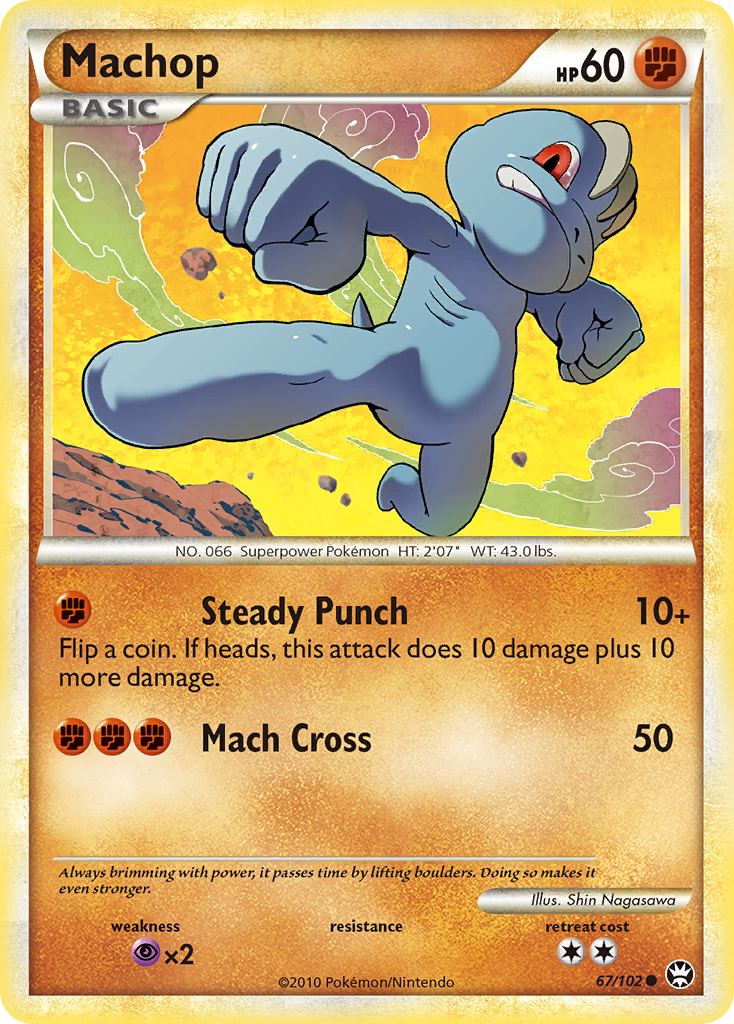 Machop
HP60
BASIC
NO. 066 Superpower Pokémon HT: 2'07" WT: 43.0 lbs.
Steady Punch 10+
Flip a coin. If heads, this attack does 10 damage plus 10
more damage.
Mach Cross 50
Always brimming with power, it passes time by lifting boulders. Doing so makes it
even stronger.
Illus. Shin Nagasawa
weakness resistance retreat cost
×2
©2010 Pokémon/Nintendo 67/102